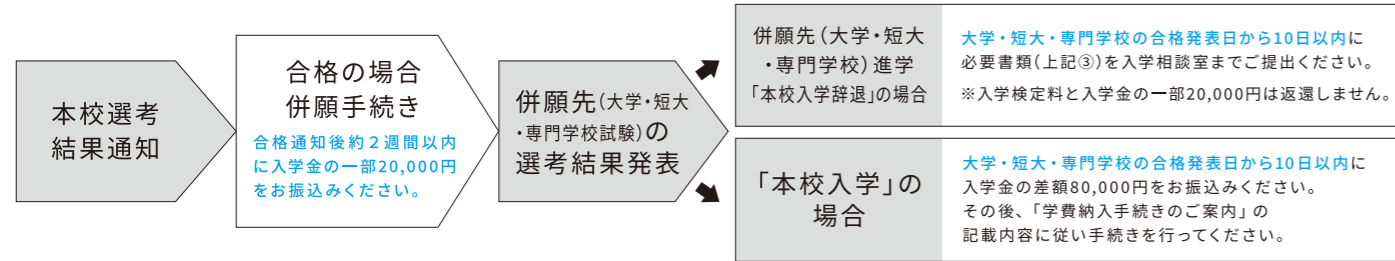 本校選考
結果通知
合格の場合
併願手続き
合格通知後約2週間以内
に入学金の一部20,000円
をお振込みください。
併願先(大学・短大
・専門学校試験)の
選考結果発表
併願先(大学・短大
・専門学校)進学
「本校入学辞退」の場合
大学・短大・専門学校の合格発表日から10日以内に
必要書類(上記③)を入学相談室までご提出ください。
※入学検定料と入学金の一部20,000円は返還しません。
「本校入学」の
場合
大学・短大・専門学校の合格発表日から10日以内に
入学金の差額80,000円をお振込みください。
その後、「学費納入手続きのご案内」の
記載内容に従い手続きを行ってください。